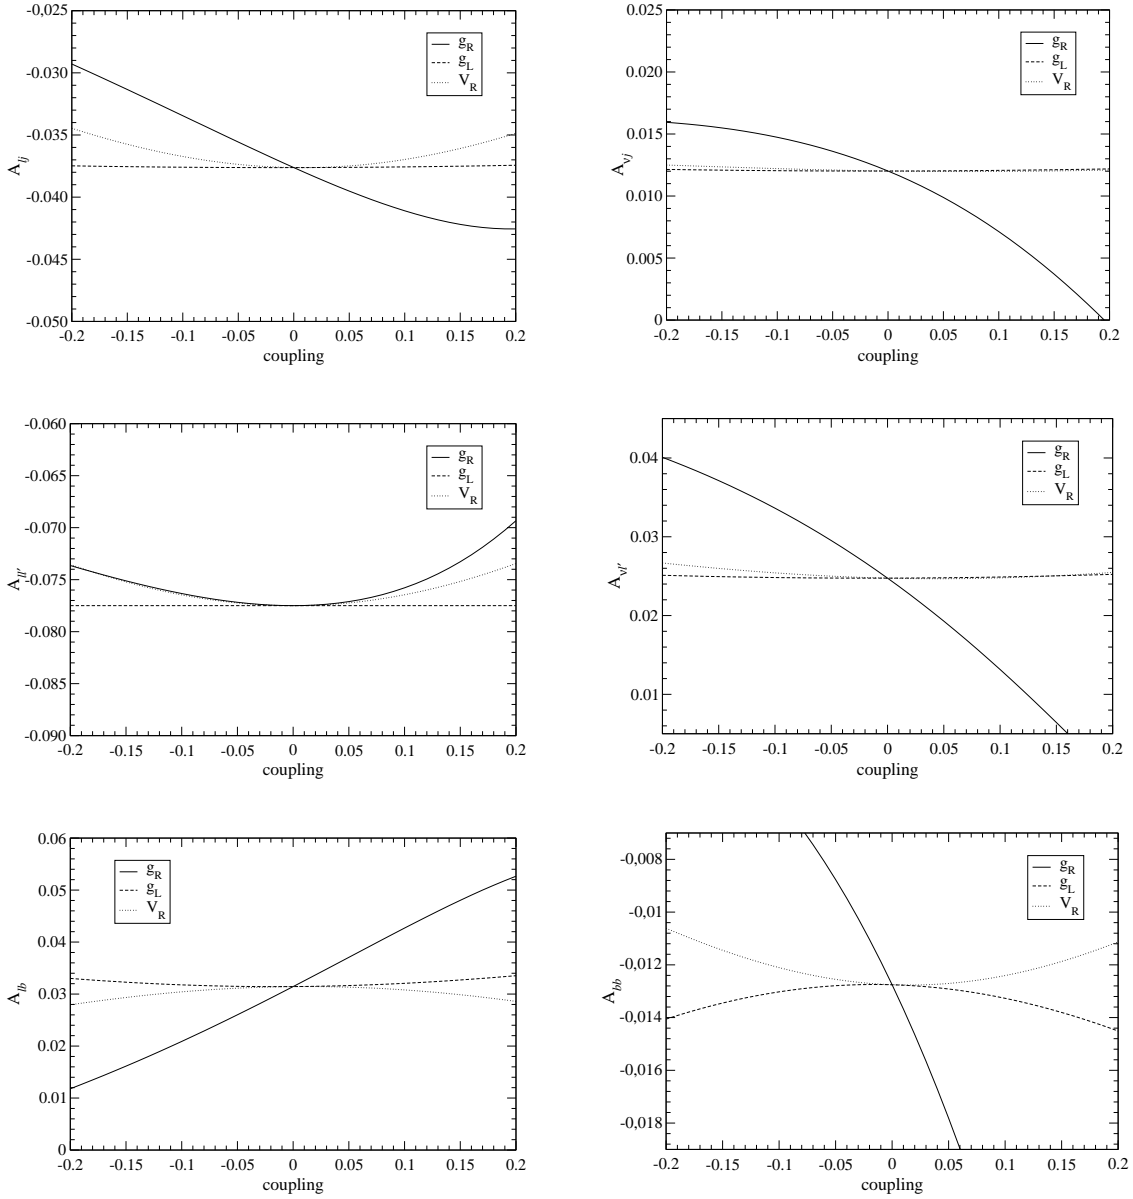 -0.025
-0.030
-0.035
-0.040
-0.045
-0.050
A_lj
g_R
g_L
V_R
-0.2 -0.15 -0.1 -0.05 0 0.05 0.1 0.15 0.2
coupling
0.025
0.020
0.015
0.010
0.005
0
A_νj
g_R
g_L
V_R
-0.2 -0.15 -0.1 -0.05 0 0.05 0.1 0.15 0.2
coupling
-0.060
-0.065
-0.070
-0.075
-0.080
-0.085
-0.090
A_ll'
g_R
g_L
V_R
-0.2 -0.15 -0.1 -0.05 0 0.05 0.1 0.15 0.2
coupling
0.04
0.03
0.02
0.01
A_νl'
g_R
g_L
V_R
-0.2 -0.15 -0.1 -0.05 0 0.05 0.1 0.15 0.2
coupling
0.06
0.05
0.04
0.03
0.02
0.01
0
A_lb
g_R
g_L
V_R
-0.2 -0.15 -0.1 -0.05 0 0.05 0.1 0.15 0.2
coupling
-0,008
-0,01
-0,012
-0,014
-0,016
-0,018
A_bb
g_R
g_L
V_R
-0.2 -0.15 -0.1 -0.05 0 0.05 0.1 0.15 0.2
coupling